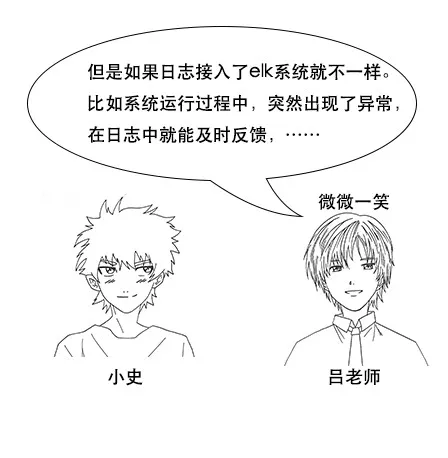 但是如果日志接入了elk系统就不一样。
比如系统运行过程中，突然出现了异常，
在日志中就能及时反馈，……
微微一笑
小史
吕老师